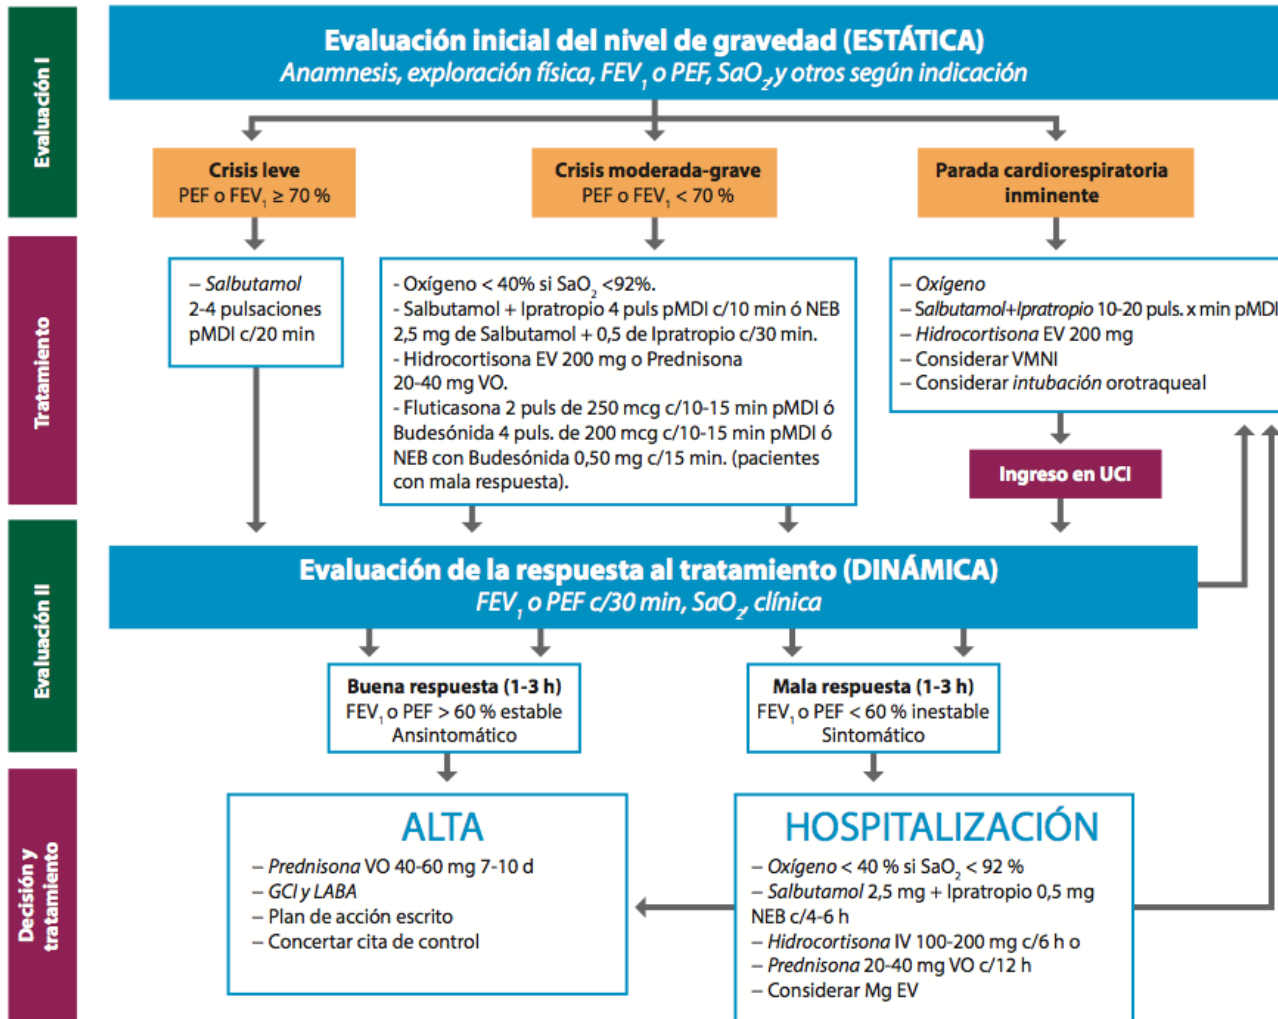 Evaluación I
Evaluación inicial del nivel de gravedad (ESTÁTICA)
Anamnesis, exploración física, FEV₁ o PEF, SaO₂,y otros según indicación
Crisis leve
PEF o FEV₁ ≥ 70 %
Crisis moderada-grave
PEF o FEV₁ < 70 %
Parada cardiorespiratoria
inminente
Tratamiento
– Salbutamol
2-4 pulsaciones
pMDI c/20 min
- Oxígeno < 40% si SaO₂ <92%.
- Salbutamol + Ipratropio 4 puls pMDI c/10 min ó NEB
2,5 mg de Salbutamol + 0,5 de Ipratropio c/30 min.
- Hidrocortisona EV 200 mg o Prednisona
20-40 mg VO.
- Fluticasona 2 puls de 250 mcg c/10-15 min pMDI ó
Budesónida 4 puls. de 200 mcg c/10-15 min pMDI ó
NEB con Budesónida 0,50 mg c/15 min. (pacientes
con mala respuesta).
– Oxígeno
– Salbutamol+Ipratropio 10-20 puls. x min pMDI
– Hidrocortisona EV 200 mg
– Considerar VMNI
– Considerar intubación orotraqueal
Ingreso en UCI
Evaluación II
Evaluación de la respuesta al tratamiento (DINÁMICA)
FEV₁ o PEF c/30 min, SaO₂, clínica
Buena respuesta (1-3 h)
FEV₁ o PEF > 60 % estable
Ansintomático
Mala respuesta (1-3 h)
FEV₁ o PEF < 60 % inestable
Sintomático
Decisión y
tratamiento
ALTA
– Prednisona VO 40-60 mg 7-10 d
– GCI y LABA
– Plan de acción escrito
– Concertar cita de control
HOSPITALIZACIÓN
– Oxígeno < 40 % si SaO₂ < 92 %
– Salbutamol 2,5 mg + Ipratropio 0,5 mg
NEB c/4-6 h
– Hidrocortisona IV 100-200 mg c/6 h o
– Prednisona 20-40 mg VO c/12 h
– Considerar Mg EV